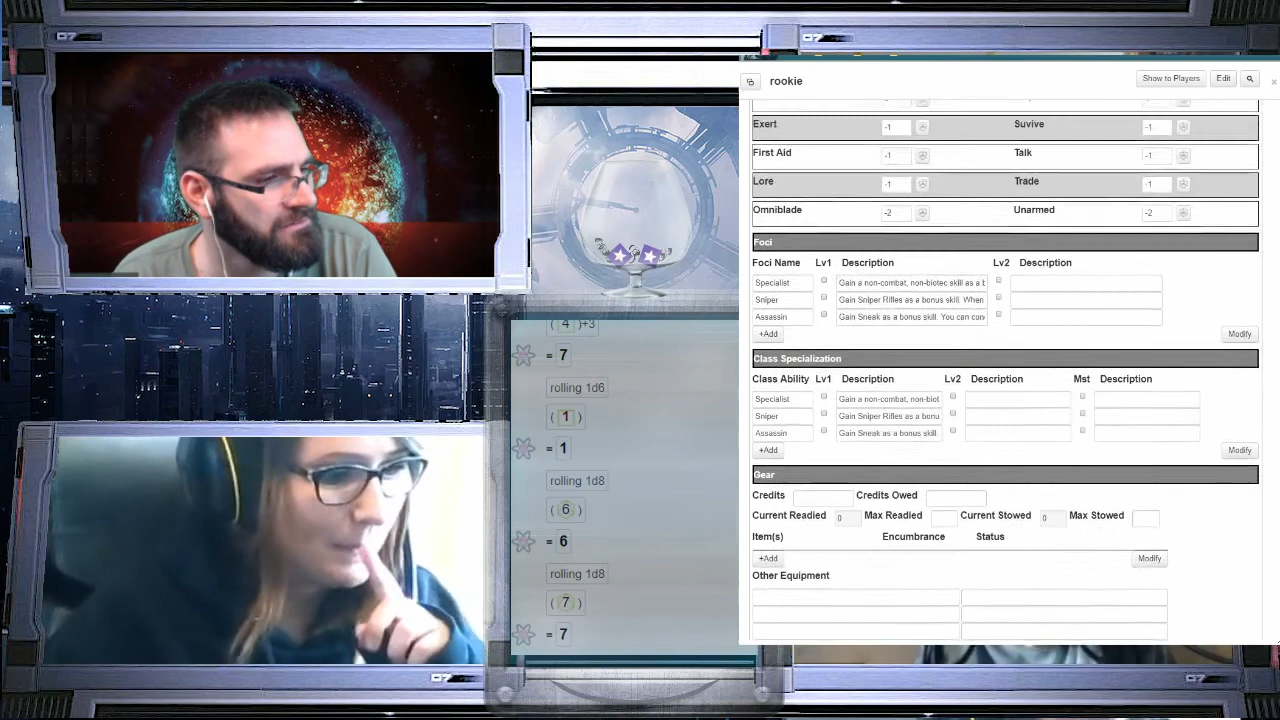 rookie
Show to Players
Edit
Exert -1 Suvive -1
First Aid -1 Talk -1
Lore -1 Trade -1
Omniblade -2 Unarmed -2
Foci
Foci Name Lv1 Description Lv2 Description
Specialist Gain a non-combat, non-biotec skill as a b
Sniper Gain Sniper Rifles as a bonus skill. When
Assassin Gain Sneak as a bonus skill. You can con
+Add Modify
Class Specialization
Class Ability Lv1 Description Lv2 Description Mst Description
Specialist Gain a non-combat, non-biot
Sniper Gain Sniper Rifles as a bonu
Assassin Gain Sneak as a bonus skill.
+Add Modify
Gear
Credits Credits Owed
Current Readied 0 Max Readied Current Stowed 0 Max Stowed
Item(s) Encumbrance Status
+Add Modify
Other Equipment
( 4 )+3
= 7
rolling 1d6
( 1 )
= 1
rolling 1d8
( 6 )
= 6
rolling 1d8
( 7 )
= 7